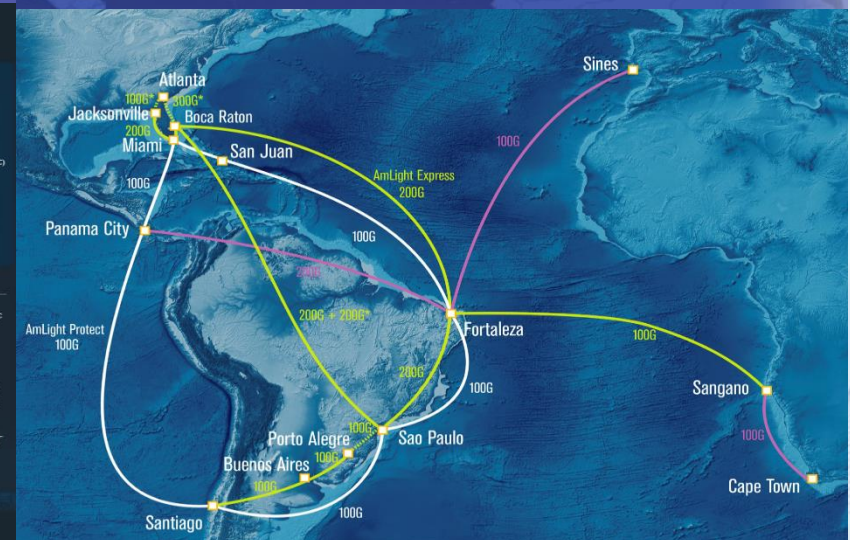 Atlanta
100G*
300G*
Jacksonville
Boca Raton
200G
Miami
San Juan
100G
Panama City
AmLight Express
200G
100G
Sines
100G
200G + 200G*
Fortaleza
AmLight Protect
100G
200G
100G
100G
Sangano
100G
Cape Town
100G*
Porto Alegre
Sao Paulo
100G
Buenos Aires
100G
Santiago
100G